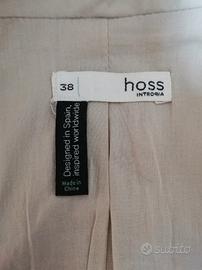 38
hoss
INTROPIA
Designed in Spain,
inspired worldwide
Made in
China
subito